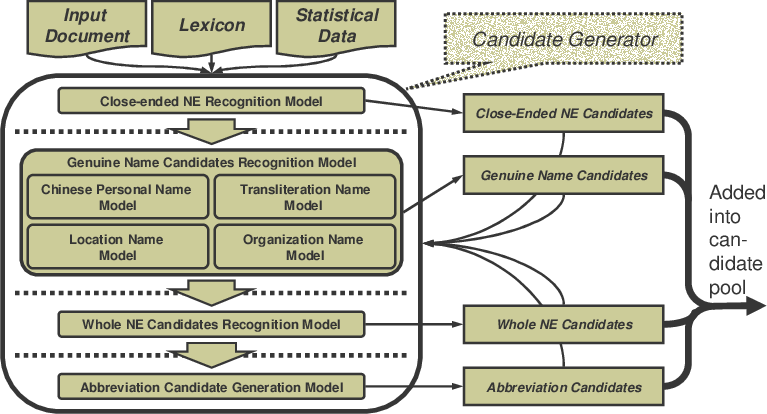 Input
Document
Lexicon
Statistical
Data
Candidate Generator
Close-ended NE Recognition Model
Close-Ended NE Candidates
Genuine Name Candidates Recognition Model
Chinese Personal Name
Model
Transliteration Name
Model
Location Name
Model
Organization Name
Model
Genuine Name Candidates
Added
into
can-
didate
pool
Whole NE Candidates Recognition Model
Whole NE Candidates
Abbreviation Candidate Generation Model
Abbreviation Candidates